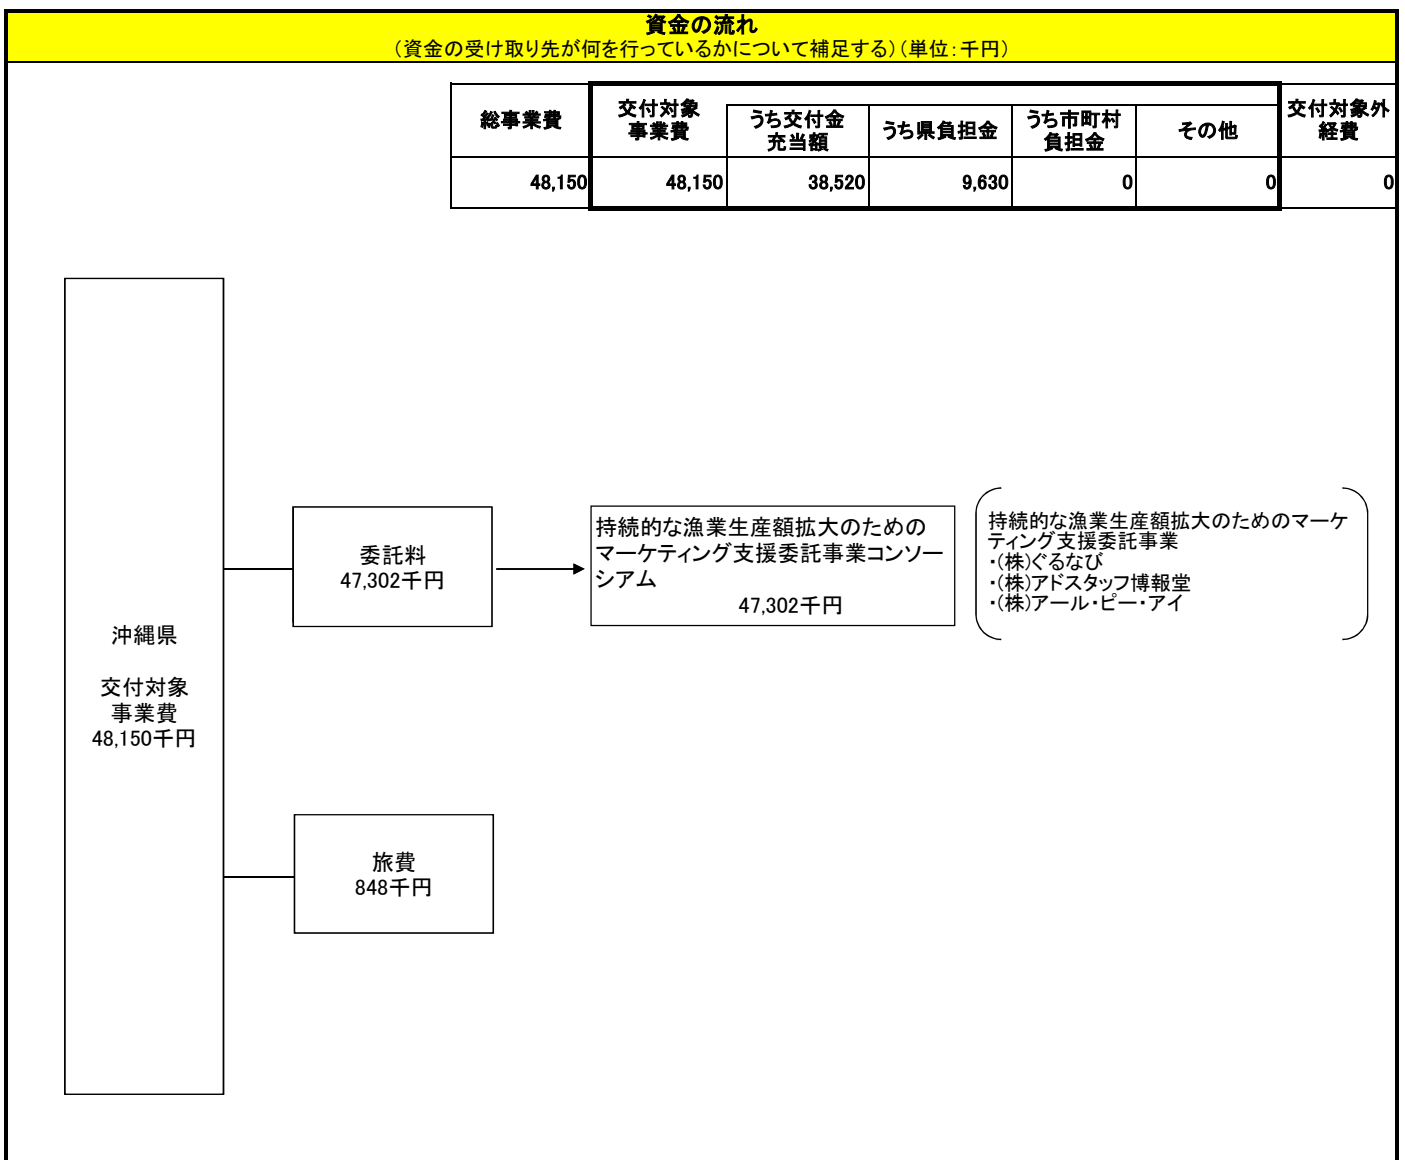 資金の流れ
（資金の受け取り先が何を行っているかについて補足する）（単位：千円）
総事業費
交付対象
事業費
うち交付金
充当額
うち県負担金
うち市町村
負担金
その他
交付対象外
経費
48,150
48,150
38,520
9,630
0
0
0
沖縄県
交付対象
事業費
48,150千円
委託料
47,302千円
持続的な漁業生産額拡大のための
マーケティング支援委託事業コンソー
シアム
47,302千円
持続的な漁業生産額拡大のためのマーケ
ティング支援委託事業
・(株)ぐるなび
・(株)アドスタッフ博報堂
・(株)アール・ピー・アイ
旅費
848千円